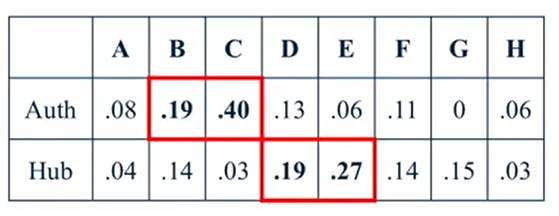 A B C D E F G H
Auth .08 .19 .40 .13 .06 .11 0 .06
Hub .04 .14 .03 .19 .27 .14 .15 .03